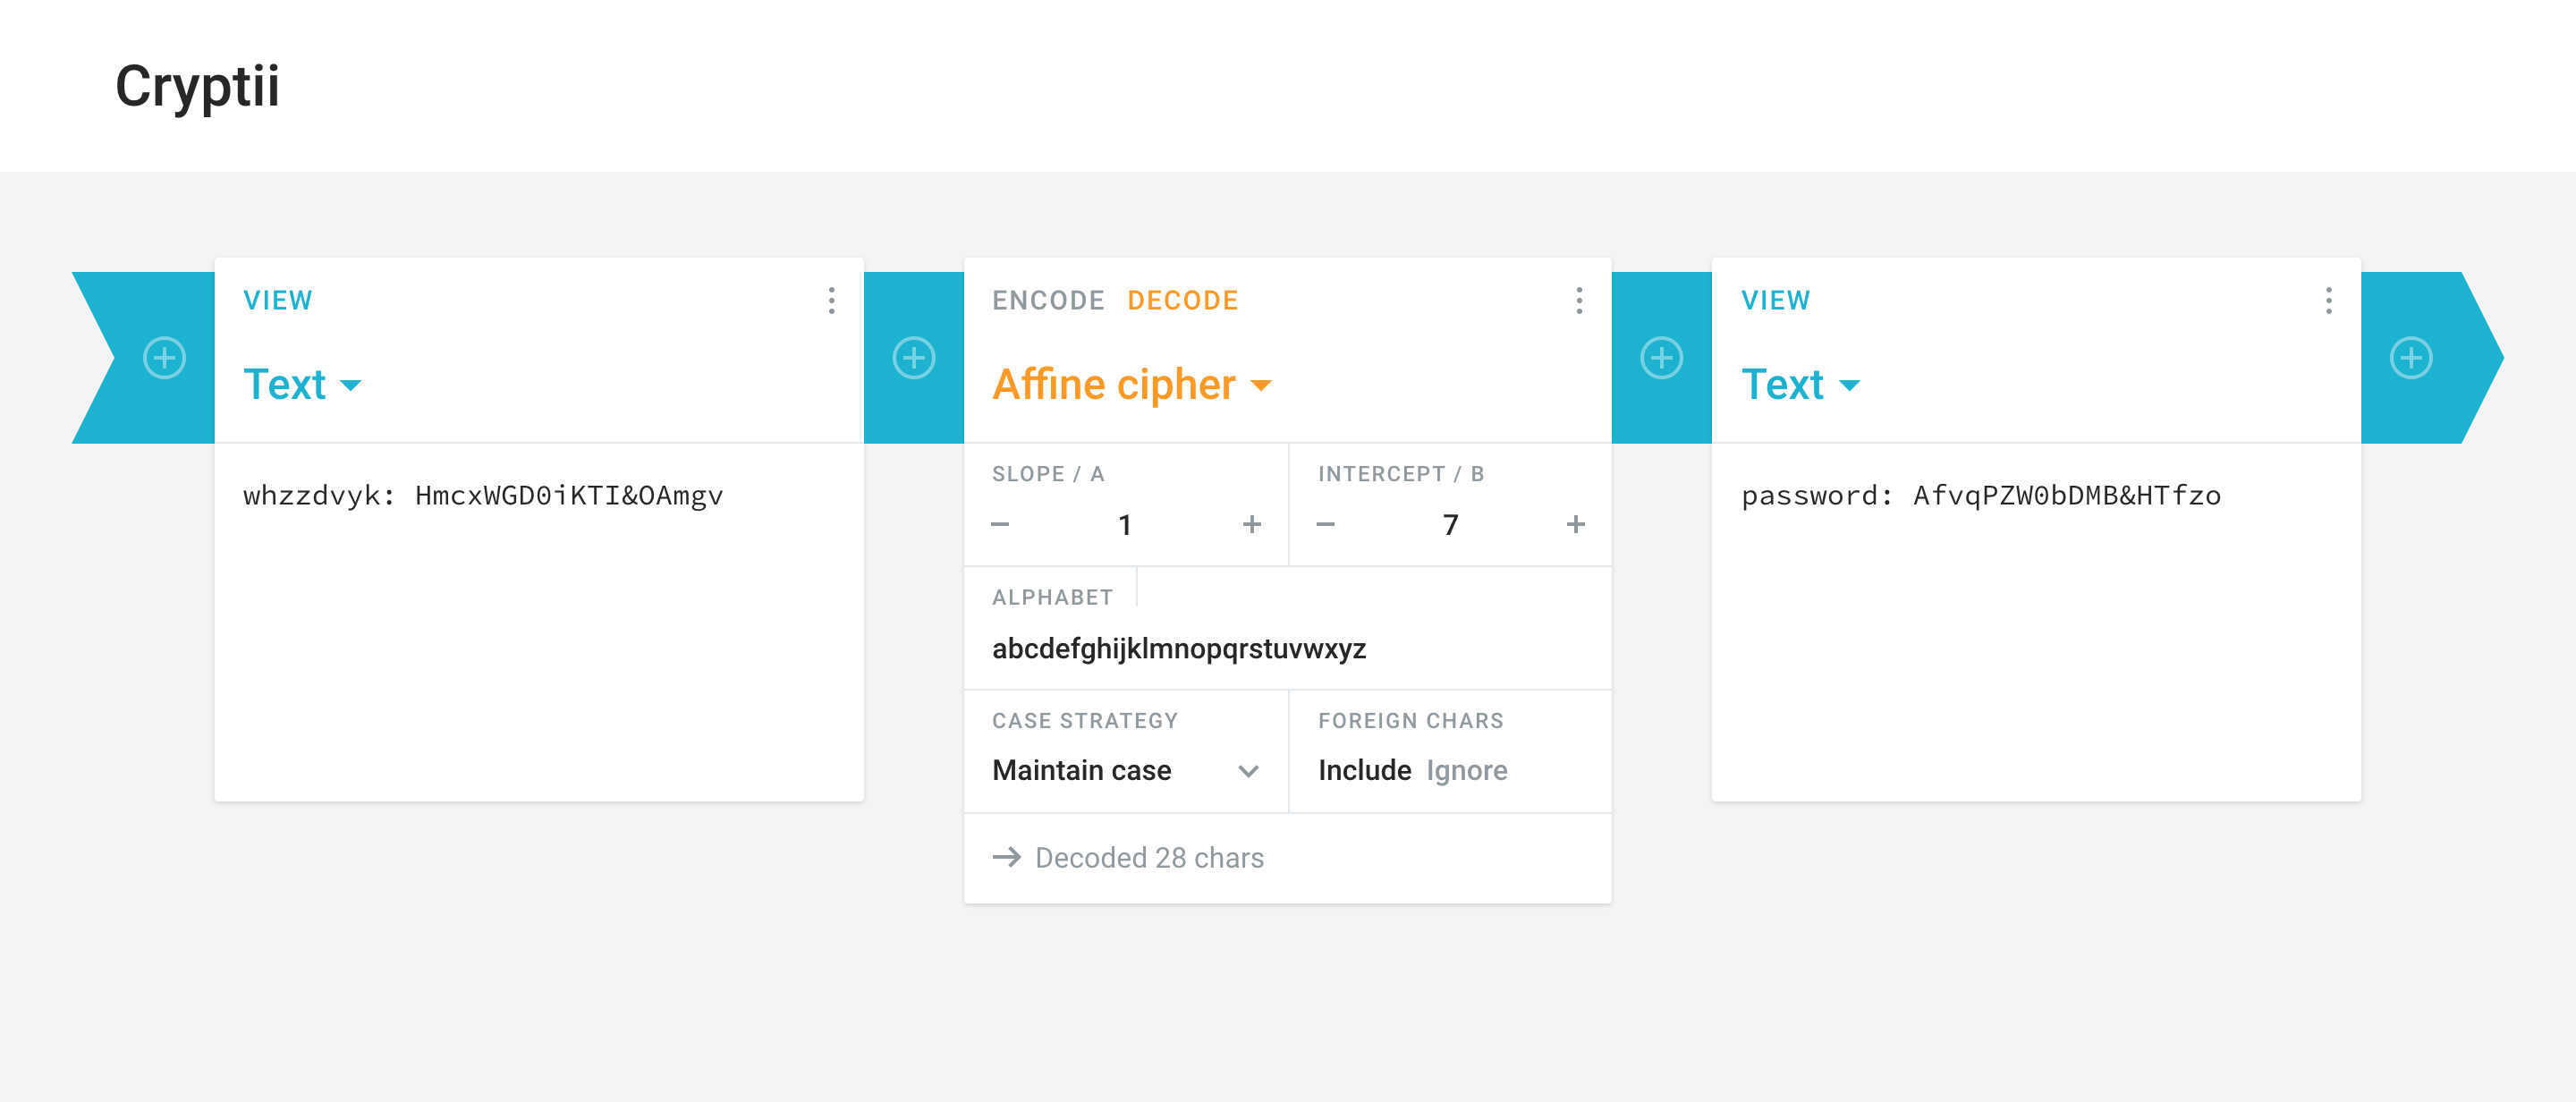 Cryptii
VIEW
Text
whzzdvyk: HmcxWGD0iKTI&OAmgv
ENCODE DECODE
Affine cipher
SLOPE / A
1
INTERCEPT / B
7
ALPHABET
abcdefghijklmnopqrstuvwxyz
CASE STRATEGY
Maintain case
FOREIGN CHARS
Include Ignore
Decoded 28 chars
VIEW
Text
password: AfvqPZW0bDMB&HTfzo